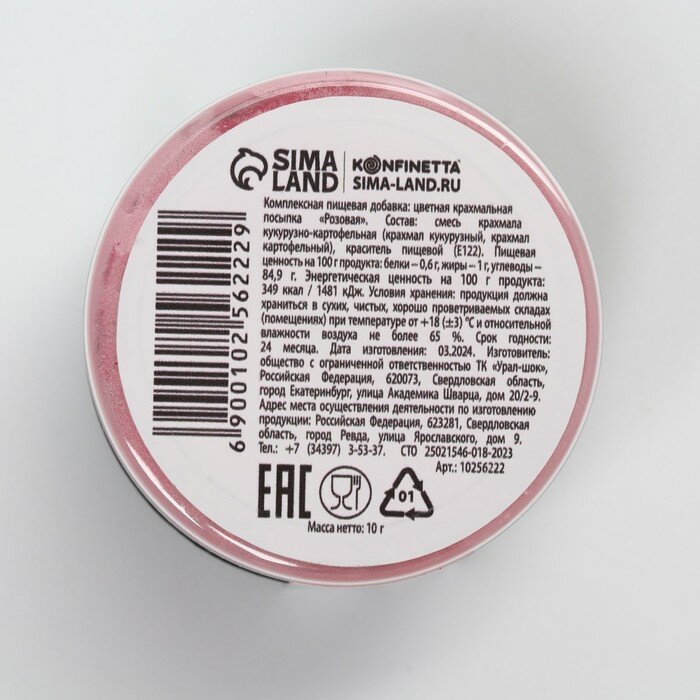 SIMA
LAND
KONFINETTA
SIMA-LAND.RU
Комплексная пищевая добавка: цветная крахмальная
посыпка «Розовая». Состав: смесь крахмала
кукурузно-картофельная (крахмал кукурузный, крахмал
картофельный), краситель пищевой (Е122). Пищевая
ценность на 100 г продукта: белки – 0,6 г, жиры – 1 г, углеводы –
84,9 г. Энергетическая ценность на 100 г продукта:
349 ккал / 1481 кДж. Условия хранения: продукция должна
храниться в сухих, чистых, хорошо проветриваемых складах
(помещениях) при температуре от +18 (±3) °С и относительной
влажности воздуха не более 65 %. Срок годности:
24 месяца. Дата изготовления: 03.2024. Изготовитель:
общество с ограниченной ответственностью ТК «Урал-шок»,
Российская Федерация, 620073, Свердловская область,
город Екатеринбург, улица Академика Шварца, дом 20/2-9.
Адрес места осуществления деятельности по изготовлению
продукции: Российская Федерация, 623281, Свердловская
область, город Ревда, улица Ярославского, дом 9.
Тел.: +7 (34397) 3-53-37. СТО 25021546-018-2023
Арт.: 10256222
6 900102 562229
EAC
01
Масса нетто: 10 г